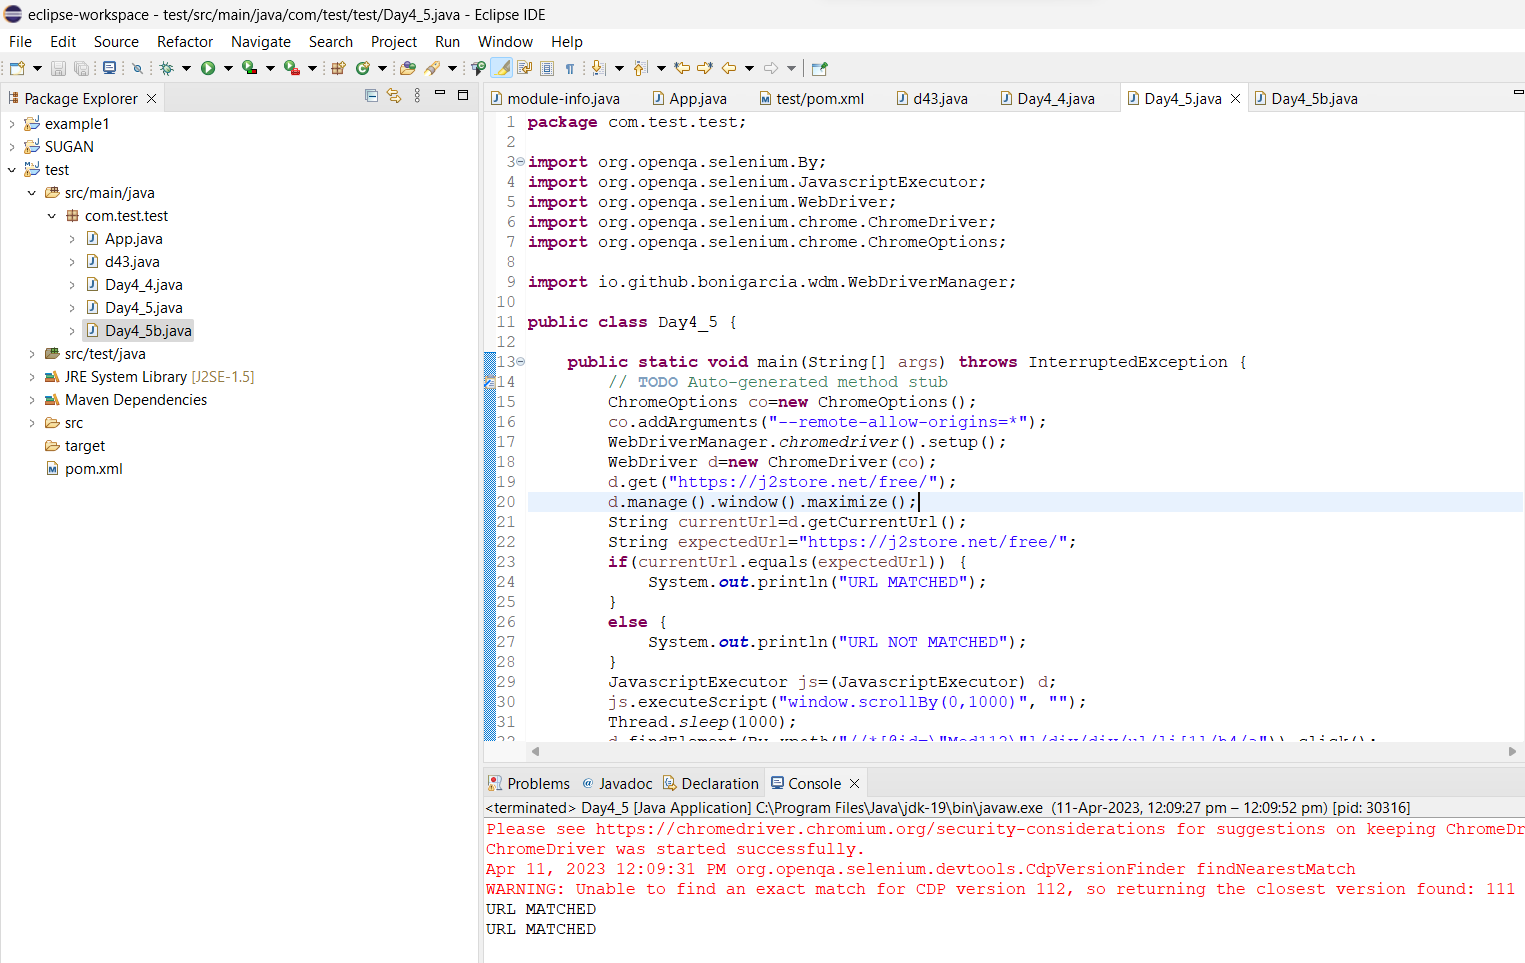 eclipse-workspace - test/src/main/java/com/test/test/Day4_5.java - Eclipse IDE
File Edit Source Refactor Navigate Search Project Run Window Help
Package Explorer
example1
SUGAN
test
src/main/java
com.test.test
App.java
d43.java
Day4_4.java
Day4_5.java
Day4_5b.java
src/test/java
JRE System Library [J2SE-1.5]
Maven Dependencies
src
target
pom.xml
module-info.java App.java test/pom.xml d43.java Day4_4.java Day4_5.java Day4_5b.java
1 package com.test.test;
2
3 import org.openqa.selenium.By;
4 import org.openqa.selenium.JavascriptExecutor;
5 import org.openqa.selenium.WebDriver;
6 import org.openqa.selenium.chrome.ChromeDriver;
7 import org.openqa.selenium.chrome.ChromeOptions;
8
9 import io.github.bonigarcia.wdm.WebDriverManager;
10
11 public class Day4_5 {
12
13 public static void main(String[] args) throws InterruptedException {
14 // TODO Auto-generated method stub
15 ChromeOptions co=new ChromeOptions();
16 co.addArguments("--remote-allow-origins=*");
17 WebDriverManager.chromedriver().setup();
18 WebDriver d=new ChromeDriver(co);
19 d.get("https://j2store.net/free/");
20 d.manage().window().maximize();
21 String currentUrl=d.getCurrentUrl();
22 String expectedUrl="https://j2store.net/free/";
23 if(currentUrl.equals(expectedUrl)) {
24 System.out.println("URL MATCHED");
25 }
26 else {
27 System.out.println("URL NOT MATCHED");
28 }
29 JavascriptExecutor js=(JavascriptExecutor) d;
30 js.executeScript("window.scrollBy(0,1000)", "");
31 Thread.sleep(1000);
32 d.findElement(By.xpath("//*[@id=\"Mod112\"]/div/div/ul/li[1]/h4/a")).click();
Problems Javadoc Declaration Console
<terminated> Day4_5 [Java Application] C:\Program Files\Java\jdk-19\bin\javaw.exe (11-Apr-2023, 12:09:27 pm – 12:09:52 pm) [pid: 30316]
Please see https://chromedriver.chromium.org/security-considerations for suggestions on keeping ChromeDr
ChromeDriver was started successfully.
Apr 11, 2023 12:09:31 PM org.openqa.selenium.devtools.CdpVersionFinder findNearestMatch
WARNING: Unable to find an exact match for CDP version 112, so returning the closest version found: 111
URL MATCHED
URL MATCHED